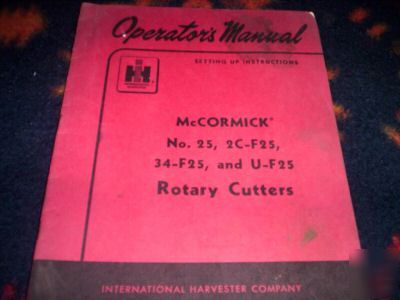 Operator's Manual
SETTING UP INSTRUCTIONS
IH
McCORMICK®
No. 25, 2C-F25,
34-F25, and U-F25
Rotary Cutters
INTERNATIONAL HARVESTER COMPANY